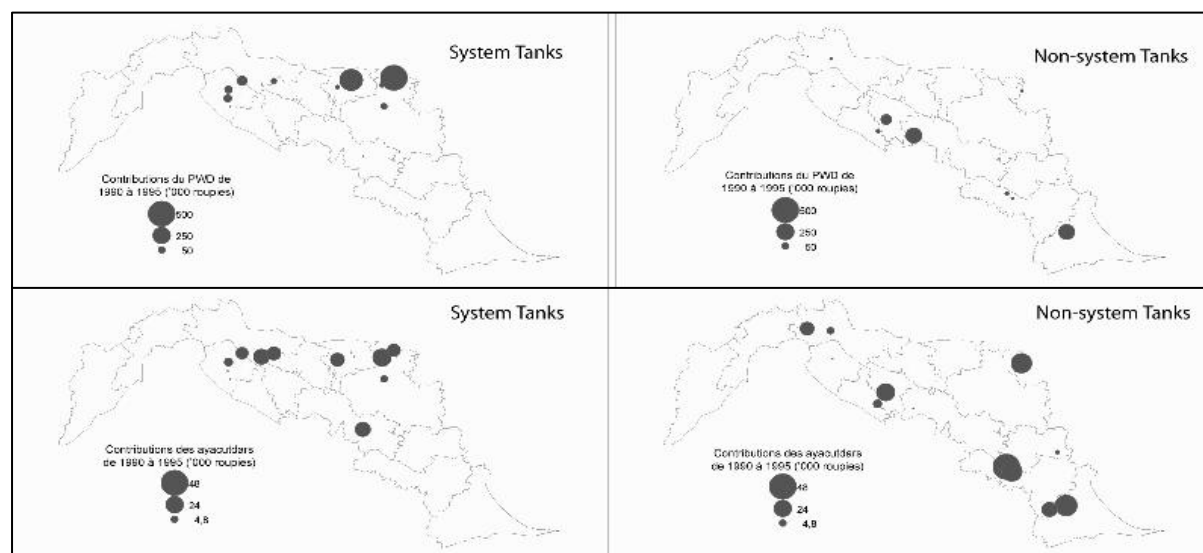 System Tanks
Contributions du PWD de
1990 à 1995 ('000 roupies)
500
250
50
Non-system Tanks
Contributions du PWD de
1990 à 1995 ('000 roupies)
500
250
50
System Tanks
Contributions des ayacutdars
de 1990 à 1995 ('000 roupies)
48
24
4,8
Non-system Tanks
Contributions des ayacutdars
de 1990 à 1995 ('000 roupies)
48
24
4,8